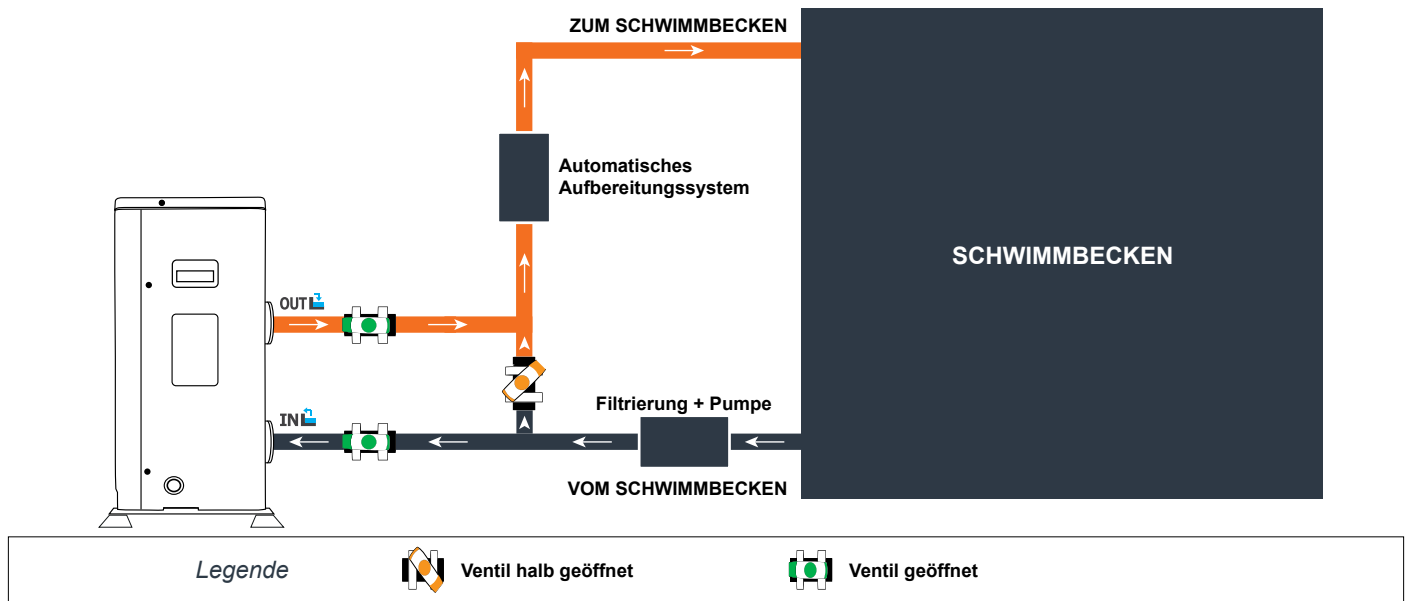 ZUM SCHWIMMBECKEN
Automatisches
Aufbereitungssystem
SCHWIMMBECKEN
OUT
IN
Filtrierung + Pumpe
VOM SCHWIMMBECKEN
Legende
Ventil halb geöffnet
Ventil geöffnet